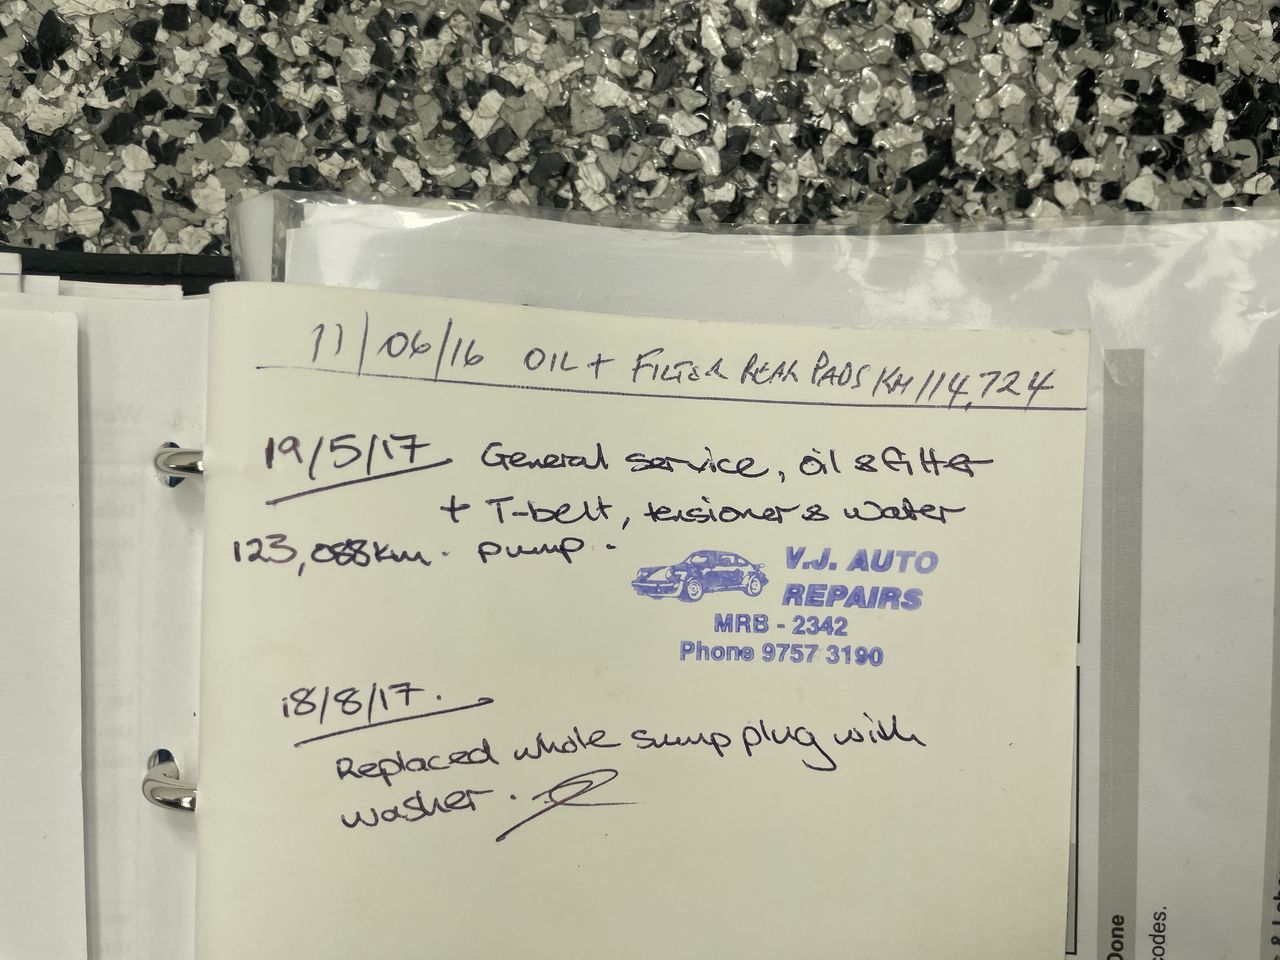 11/06/16 OIL + FILTER REAR PADS KM 114,724
19/5/17 General service, oil & filter
+ T-belt, tensioner & water
123,088km. pump.
V.J. AUTO
REPAIRS
MRB - 2342
Phone 9757 3190
18/8/17.
Replaced whole sump plug with
washer.
Done
codes.